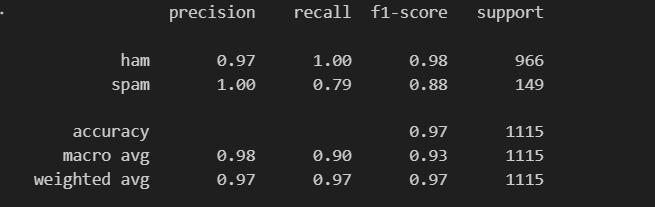 precision recall f1-score support
ham 0.97 1.00 0.98 966
spam 1.00 0.79 0.88 149
accuracy 0.97 1115
macro avg 0.98 0.90 0.93 1115
weighted avg 0.97 0.97 0.97 1115